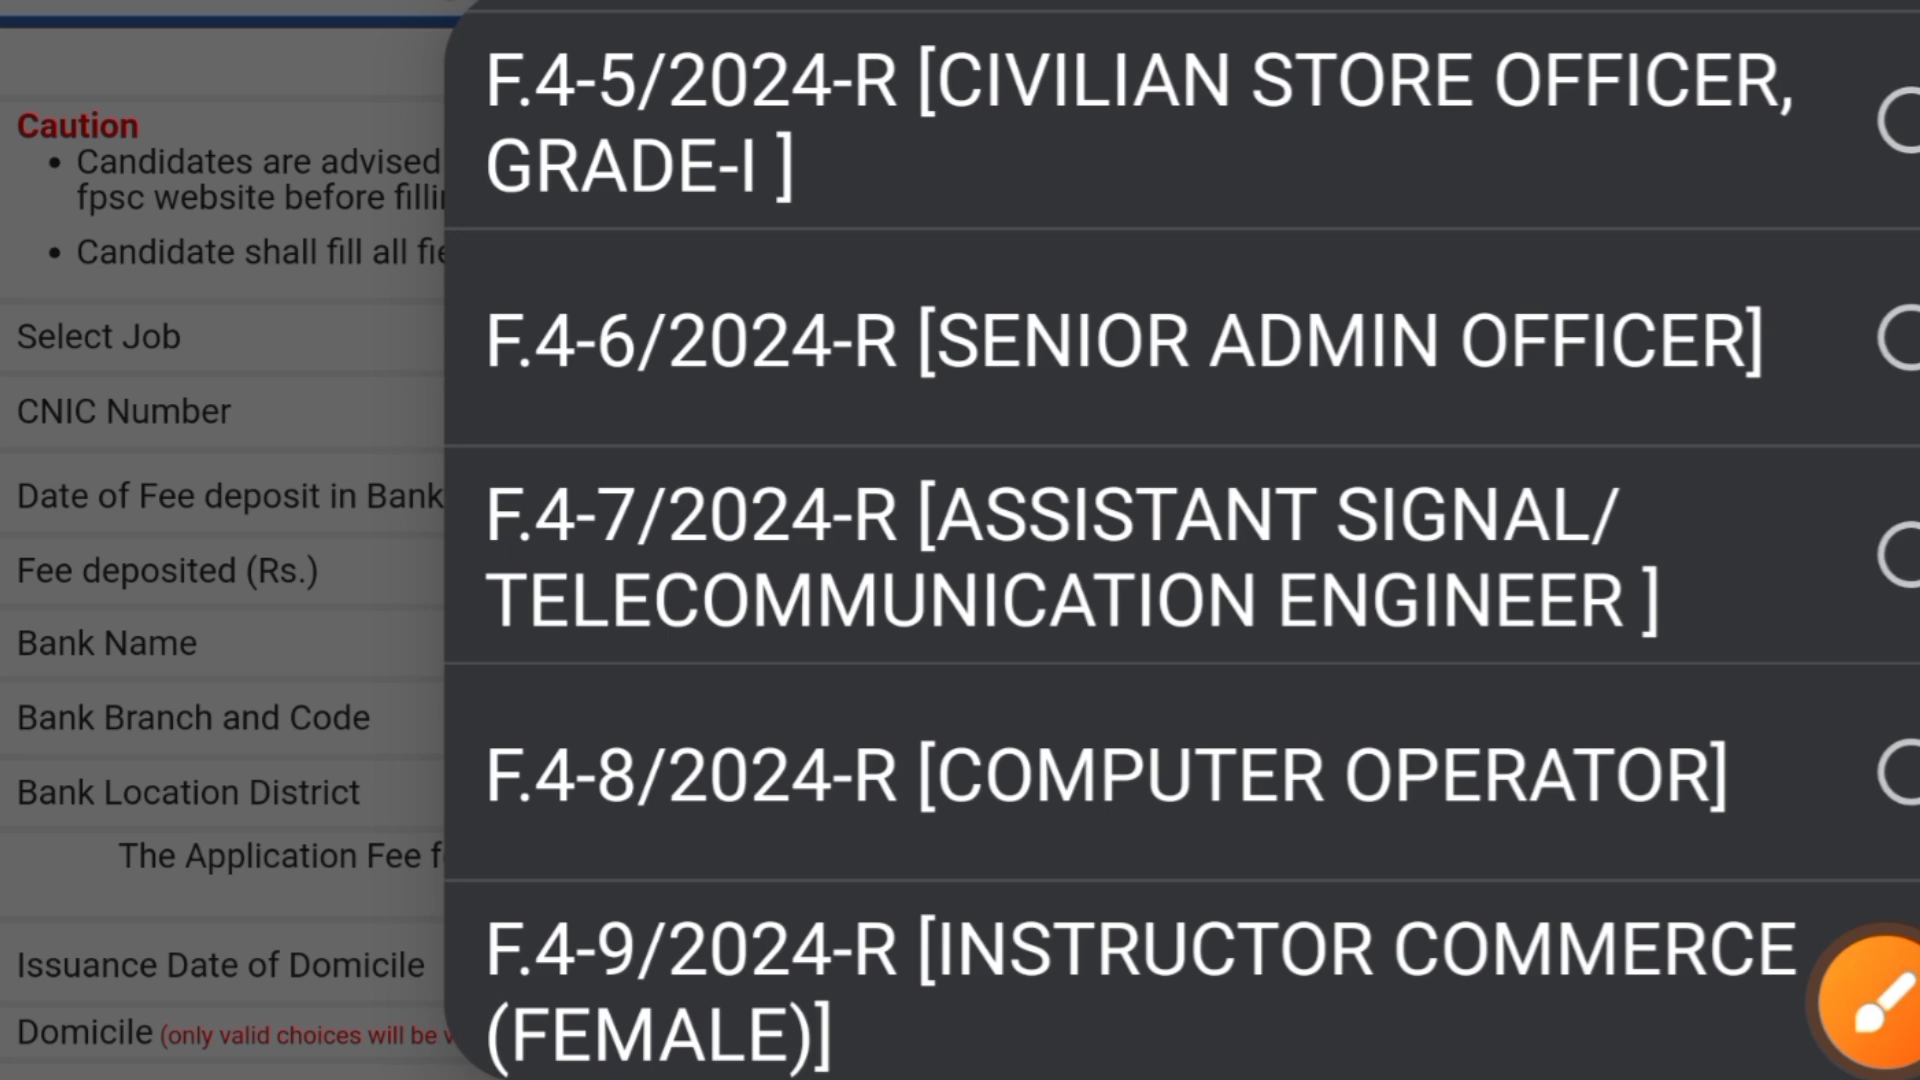 Caution
• Candidates are advised
fpsc website before
• Candidate shall fill all
Select Job
CNIC Number
Date of Fee deposit in Bank
Fee deposited (Rs.)
Bank Name
Bank Branch and Code
Bank Location District
The Application Fee
Issuance Date of Domicile
Domicile (only valid choices will be
F.4-5/2024-R [CIVILIAN STORE OFFICER,
GRADE-I ]
F.4-6/2024-R [SENIOR ADMIN OFFICER]
F.4-7/2024-R [ASSISTANT SIGNAL/
TELECOMMUNICATION ENGINEER ]
F.4-8/2024-R [COMPUTER OPERATOR]
F.4-9/2024-R [INSTRUCTOR COMMERCE
(FEMALE)]